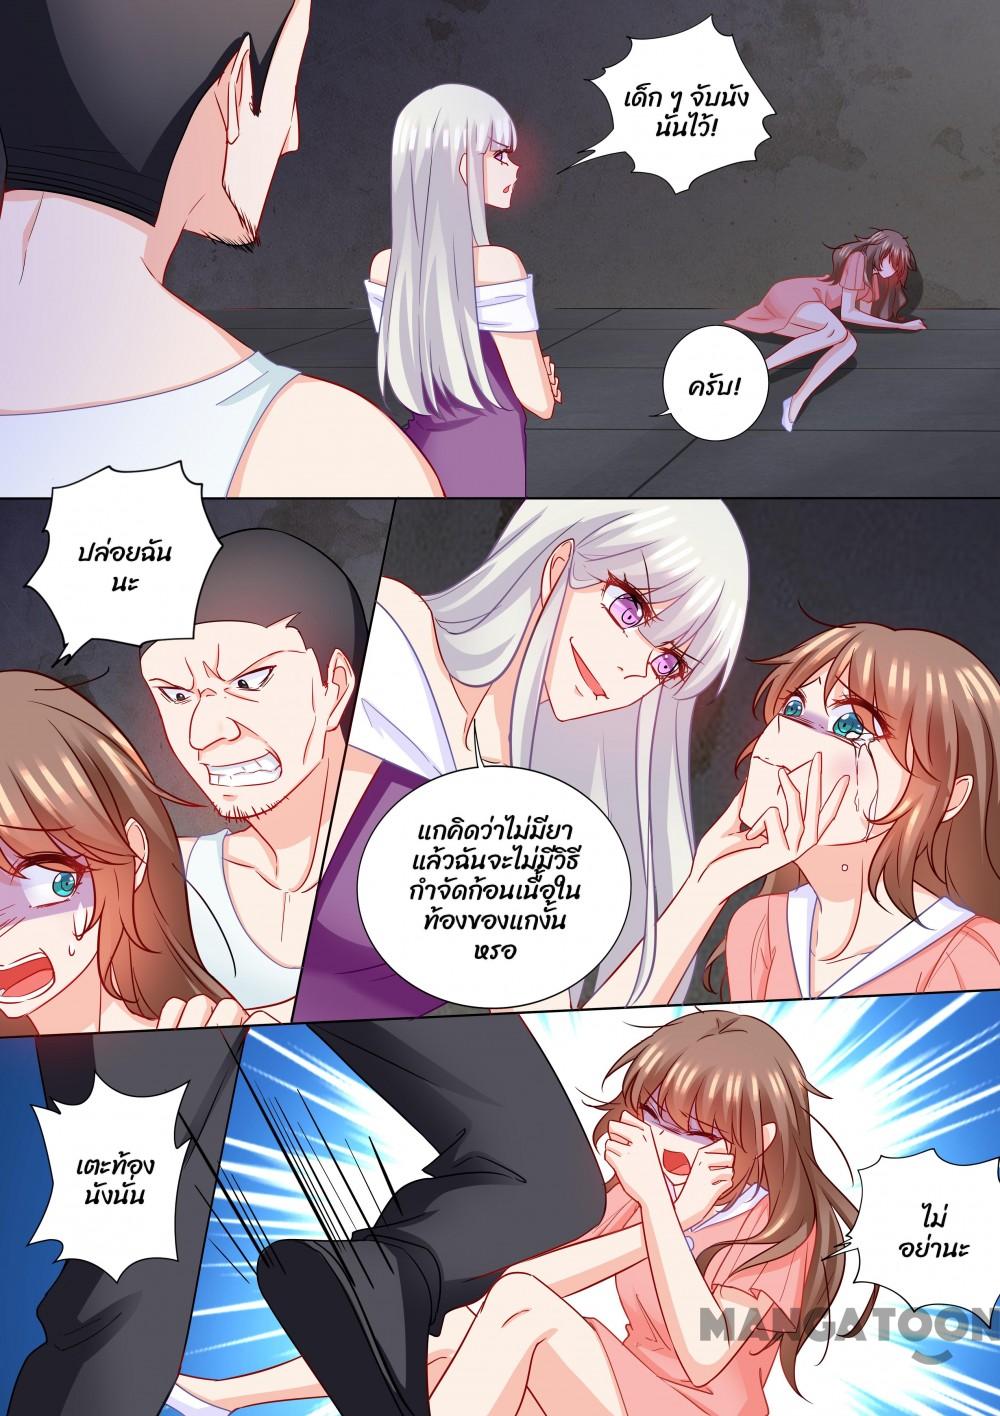 เด็ก ๆ จับนัง
นั่นไว้!
ครับ!
ปล่อยฉัน
นะ
แกคิดว่าไม่มียา
แล้วฉันจะไม่มีวิธี
กำจัดก้อนเนื้อใน
ท้องของแกงั้น
หรอ
เตะท้อง
นังนั่น
ไม่
อย่านะ
MANGATOON